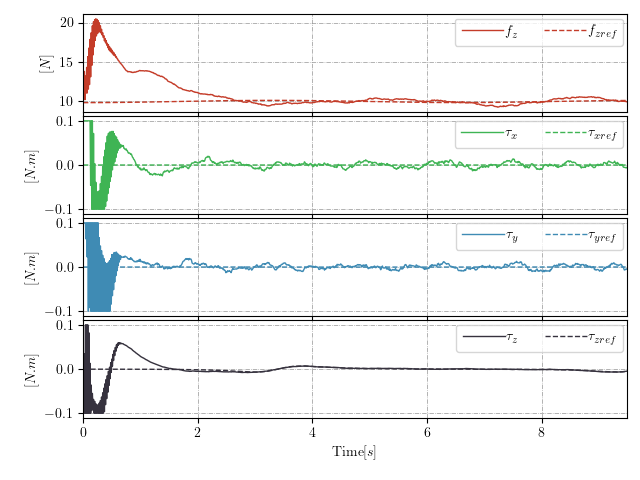 20
15
10
[N]
f_z f_zref
0.1
0.0
−0.1
[N.m]
τ_x τ_xref
0.1
0.0
−0.1
[N.m]
τ_y τ_yref
0.1
0.0
−0.1
[N.m]
τ_z τ_zref
0 2 4 6 8
Time[s]